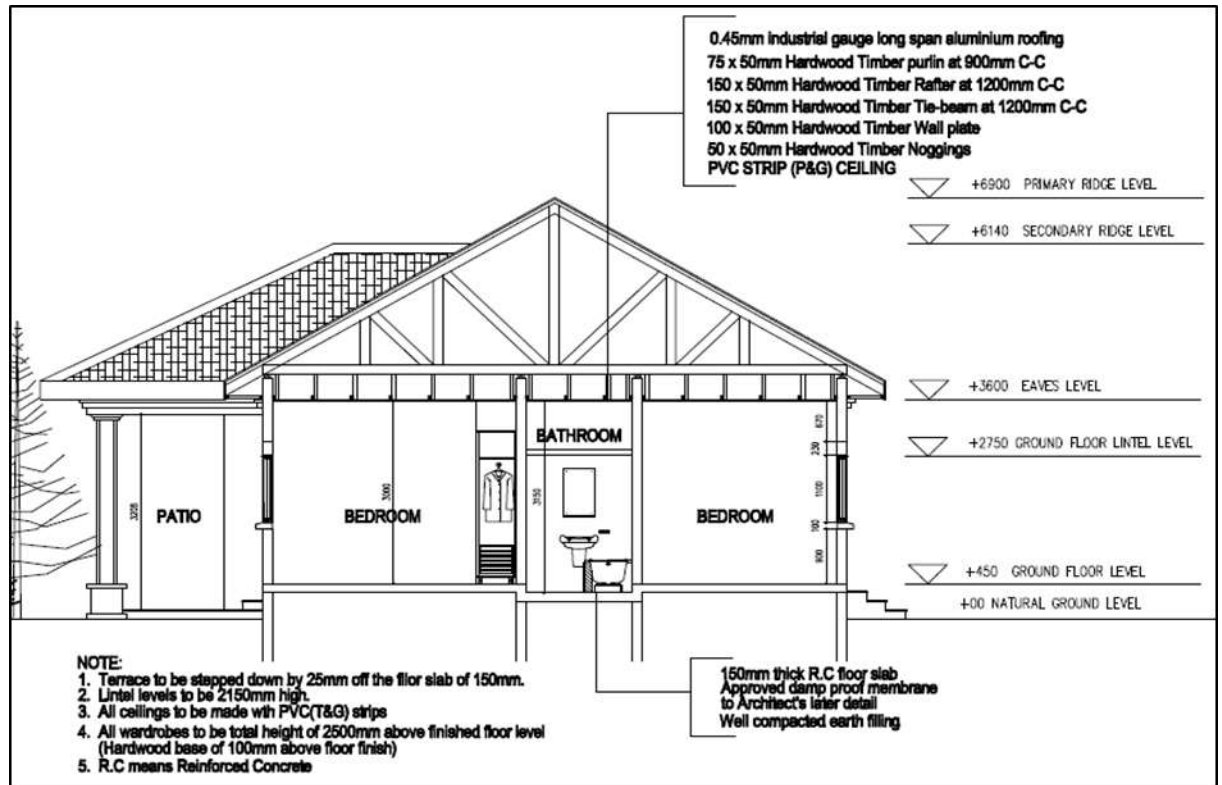 0.45mm industrial gauge long span aluminium roofing
75 x 50mm Hardwood Timber purlin at 900mm C-C
150 x 50mm Hardwood Timber Rafter at 1200mm C-C
150 x 50mm Hardwood Timber Tie-beam at 1200mm C-C
100 x 50mm Hardwood Timber Wall plate
50 x 50mm Hardwood Timber Noggings
PVC STRIP (P&G) CEILING
+6900 PRIMARY RIDGE LEVEL
+6140 SECONDARY RIDGE LEVEL
+3600 EAVES LEVEL
+2750 GROUND FLOOR LINTEL LEVEL
+450 GROUND FLOOR LEVEL
+00 NATURAL GROUND LEVEL
3205
PATIO
BEDROOM
3000
BATHROOM
3150
BEDROOM
670
230
1100
100
900
NOTE:
1. Terrace to be stepped down by 25mm off the fllor slab of 150mm.
2. Lintel levels to be 2150mm high.
3. All ceilings to be made with PVC(T&G) strips
4. All wardrobes to be total height of 2500mm above finished floor level
(Hardwood base of 100mm above floor finish)
5. R.C means Reinforced Concrete
150mm thick R.C floor slab
Approved damp proof membrane
to Architect's later detail
Well compacted earth filling